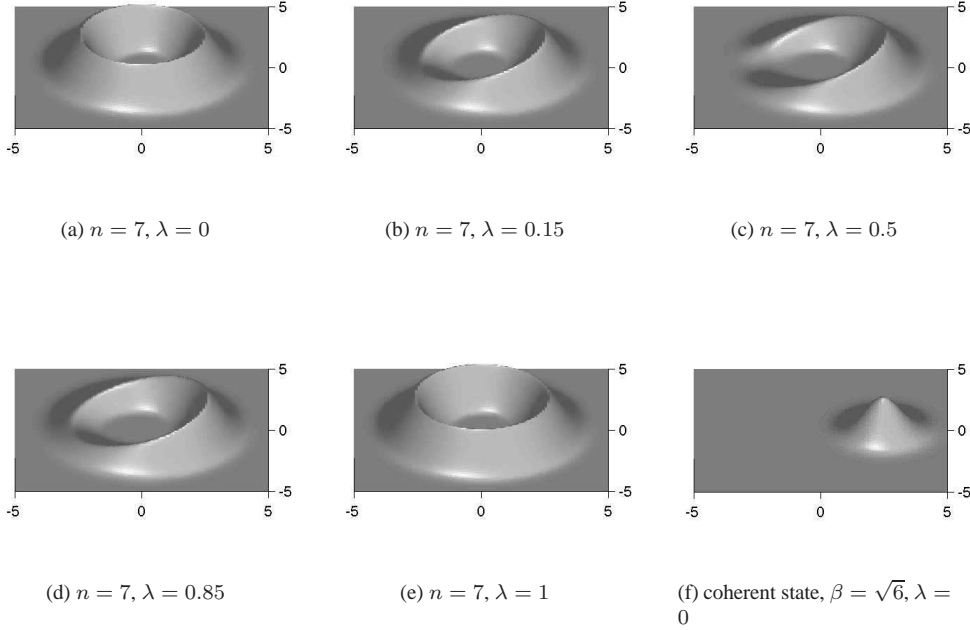 5
0
-5
-5 0 5
(a) n = 7, λ = 0
5
0
-5
-5 0 5
(b) n = 7, λ = 0.15
5
0
-5
-5 0 5
(c) n = 7, λ = 0.5
5
0
-5
-5 0 5
(d) n = 7, λ = 0.85
5
0
-5
-5 0 5
(e) n = 7, λ = 1
5
0
-5
-5 0 5
(f) coherent state, β = √6, λ =
0